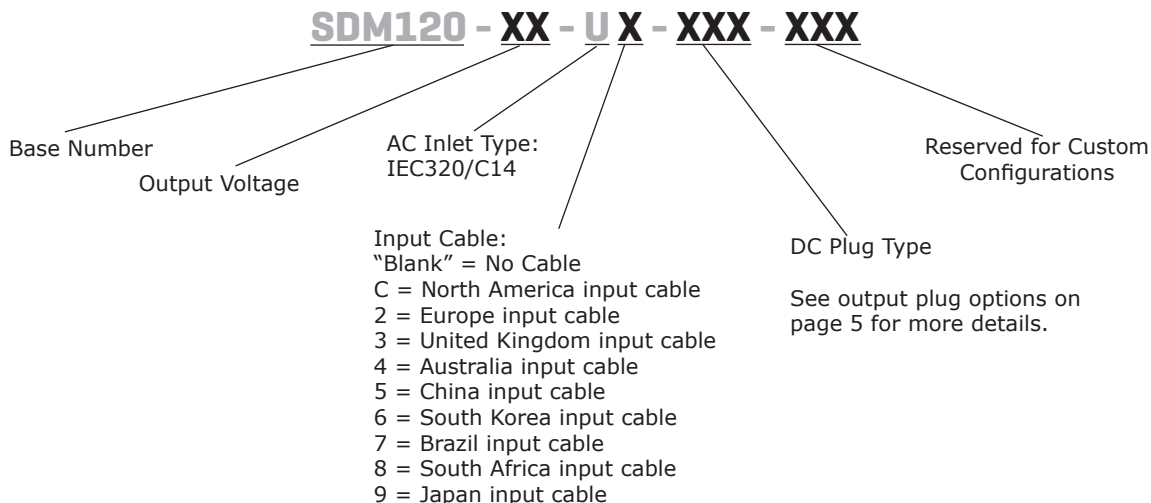 SDM120 - XX - U X - XXX - XXX
Base Number
Output Voltage
AC Inlet Type:
IEC320/C14
Input Cable:
“Blank” = No Cable
C = North America input cable
2 = Europe input cable
3 = United Kingdom input cable
4 = Australia input cable
5 = China input cable
6 = South Korea input cable
7 = Brazil input cable
8 = South Africa input cable
9 = Japan input cable
DC Plug Type
See output plug options on
page 5 for more details.
Reserved for Custom
Configurations